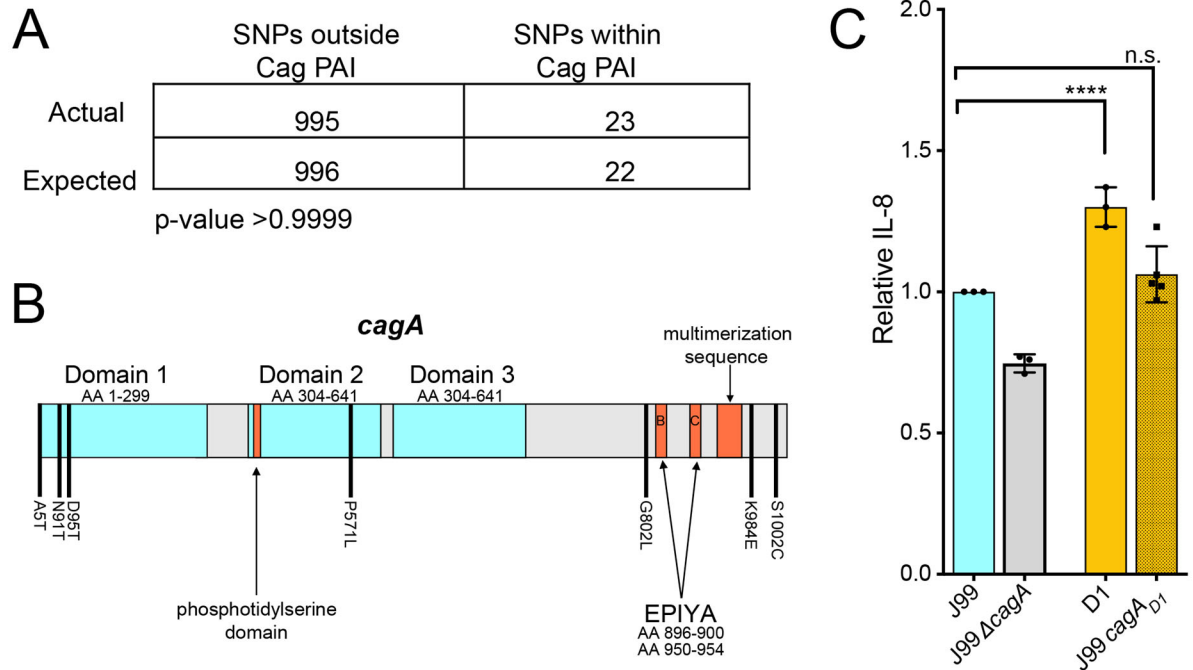 A
SNPs outside
Cag PAI
SNPs within
Cag PAI
Actual
995
23
Expected
996
22
p-value >0.9999
B
cagA
multimerization
sequence
Domain 1
AA 1-299
Domain 2
AA 304-641
Domain 3
AA 304-641
B
C
A5T
N91T
D95T
P571L
G802L
K984E
S1002C
phosphotidylserine
domain
EPIYA
AA 896-900
AA 950-954
C
Relative IL-8
2.0
1.5
1.0
0.5
0.0
n.s.
****
J99
J99 ΔcagA
D1
J99 cagA D1